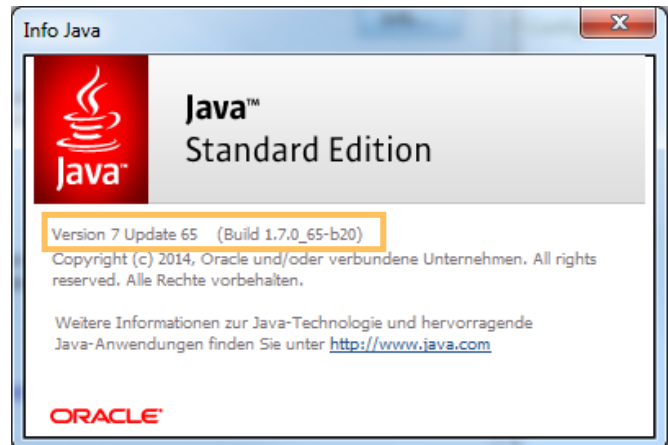 Info Java
Java™
Java™
Standard Edition
Version 7 Update 65 (Build 1.7.0_65-b20)
Copyright (c) 2014, Oracle und/oder verbundene Unternehmen. All rights
reserved. Alle Rechte vorbehalten.
Weitere Informationen zur Java-Technologie und hervorragende
Java-Anwendungen finden Sie unter http://www.java.com
ORACLE®